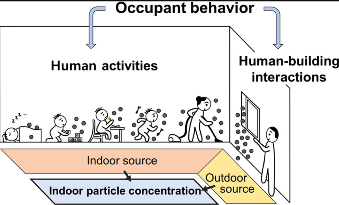 Occupant behavior
Human activities
Human-building
interactions
Indoor source
Outdoor
source
Indoor particle concentration